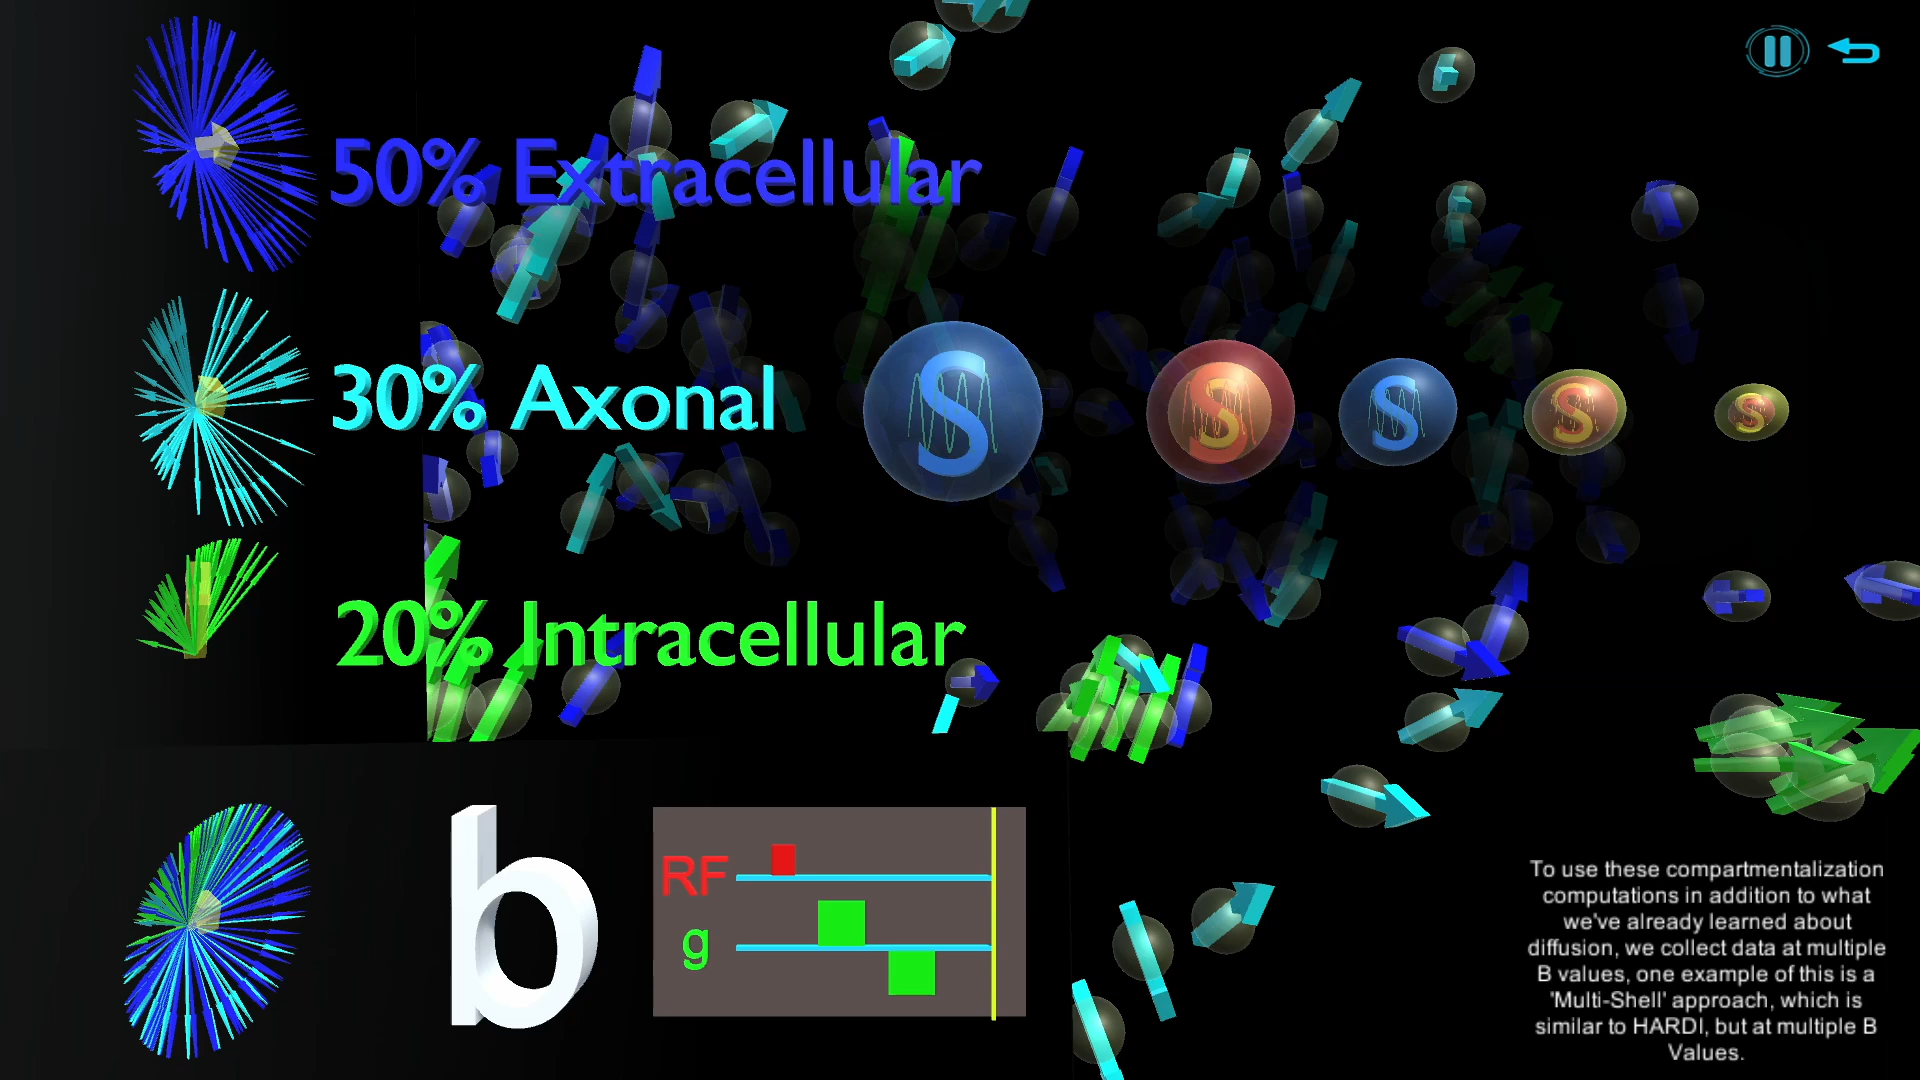 50% Extracellular
30% Axonal
S S S S S
20% Intracellular
b
RF
g
To use these compartmentalization
computations in addition to what
we've already learned about
diffusion, we collect data at multiple
B values, one example of this is a
'Multi-Shell' approach, which is
similar to HARDI, but at multiple B
Values.